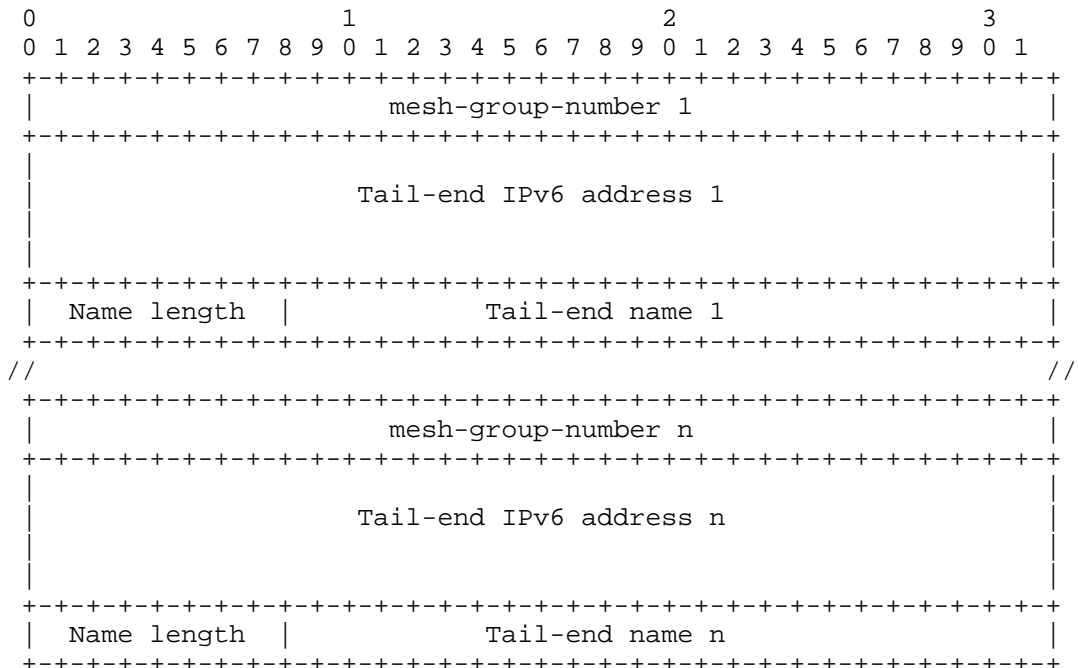 0                   1                   2                   3
0 1 2 3 4 5 6 7 8 9 0 1 2 3 4 5 6 7 8 9 0 1 2 3 4 5 6 7 8 9 0 1
+-+-+-+-+-+-+-+-+-+-+-+-+-+-+-+-+-+-+-+-+-+-+-+-+-+-+-+-+-+-+-+-+
|                      mesh-group-number 1                      |
+-+-+-+-+-+-+-+-+-+-+-+-+-+-+-+-+-+-+-+-+-+-+-+-+-+-+-+-+-+-+-+-+
|                                                               |
|                    Tail-end IPv6 address 1                    |
|                                                               |
|                                                               |
+-+-+-+-+-+-+-+-+-+-+-+-+-+-+-+-+-+-+-+-+-+-+-+-+-+-+-+-+-+-+-+-+
|  Name length  |            Tail-end name 1                    |
+-+-+-+-+-+-+-+-+-+-+-+-+-+-+-+-+-+-+-+-+-+-+-+-+-+-+-+-+-+-+-+-+
//                                                              //
+-+-+-+-+-+-+-+-+-+-+-+-+-+-+-+-+-+-+-+-+-+-+-+-+-+-+-+-+-+-+-+-+
|                      mesh-group-number n                      |
+-+-+-+-+-+-+-+-+-+-+-+-+-+-+-+-+-+-+-+-+-+-+-+-+-+-+-+-+-+-+-+-+
|                                                               |
|                    Tail-end IPv6 address n                    |
|                                                               |
|                                                               |
+-+-+-+-+-+-+-+-+-+-+-+-+-+-+-+-+-+-+-+-+-+-+-+-+-+-+-+-+-+-+-+-+
|  Name length  |            Tail-end name n                    |
+-+-+-+-+-+-+-+-+-+-+-+-+-+-+-+-+-+-+-+-+-+-+-+-+-+-+-+-+-+-+-+-+